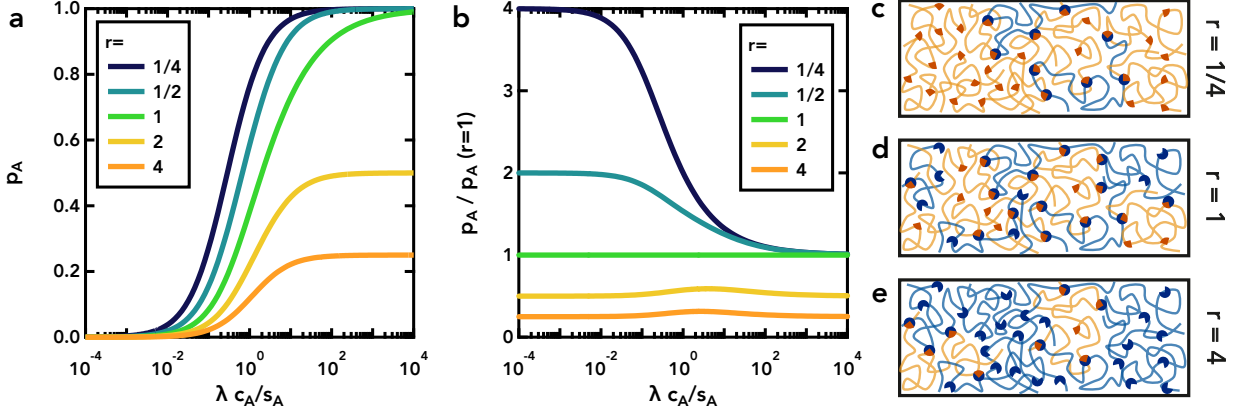 a
1.0
0.8
0.6
0.4
0.2
0.0
p_A
r=
1/4
1/2
1
2
4
10^-4
10^-2
10^0
10^2
10^4
λ c_A/s_A
b
4
3
2
1
0
p_A / p_A (r=1)
r=
1/4
1/2
1
2
4
10^-4
10^-2
10^0
10^2
10^4
λ c_A/s_A
c
r = 1/4
d
r = 1
e
r = 4